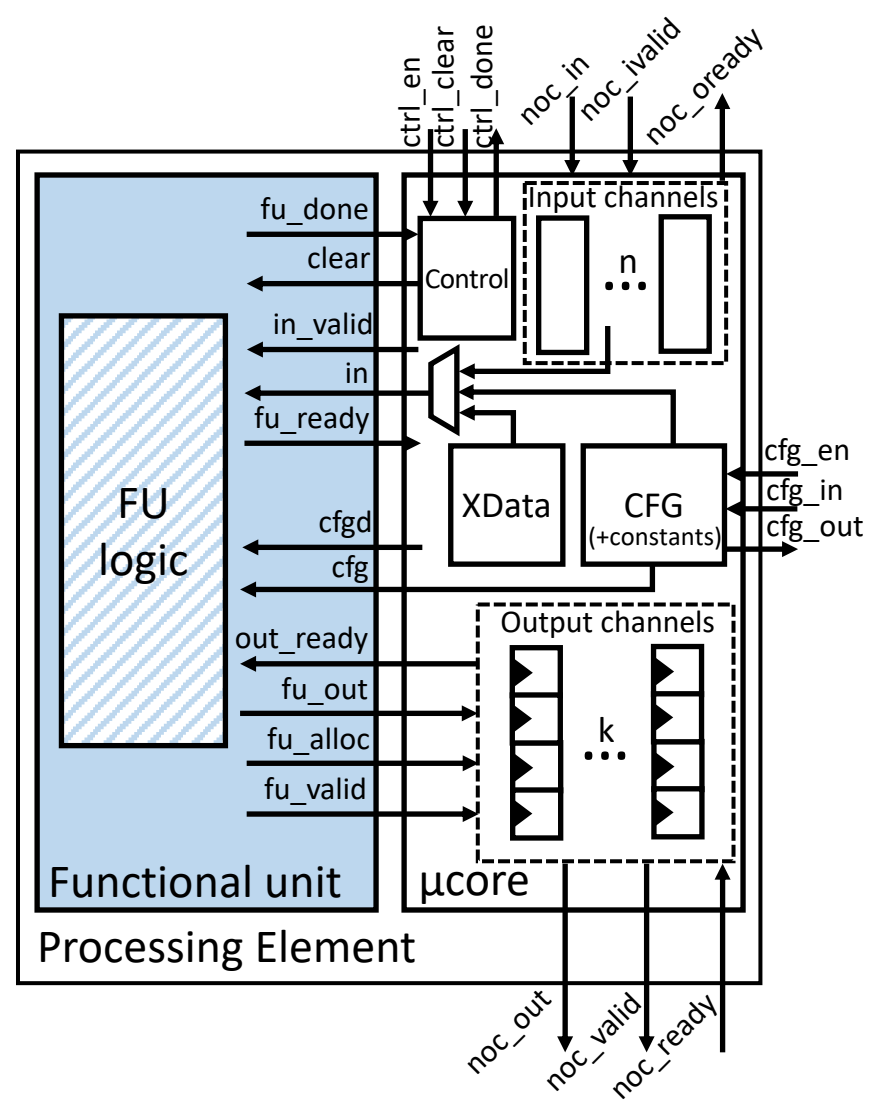 ctrl_en
ctrl_clear
ctrl_done
noc_in
noc_ivalid
noc_oready
fu_done
clear
in_valid
in
fu_ready
cfgd
cfg
out_ready
fu_out
fu_alloc
fu_valid
FU
logic
Functional unit
Control
Input channels
n
...
XData
CFG
(+constants)
cfg_en
cfg_in
cfg_out
Output channels
k
...
μcore
Processing Element
noc_out
noc_valid
noc_ready